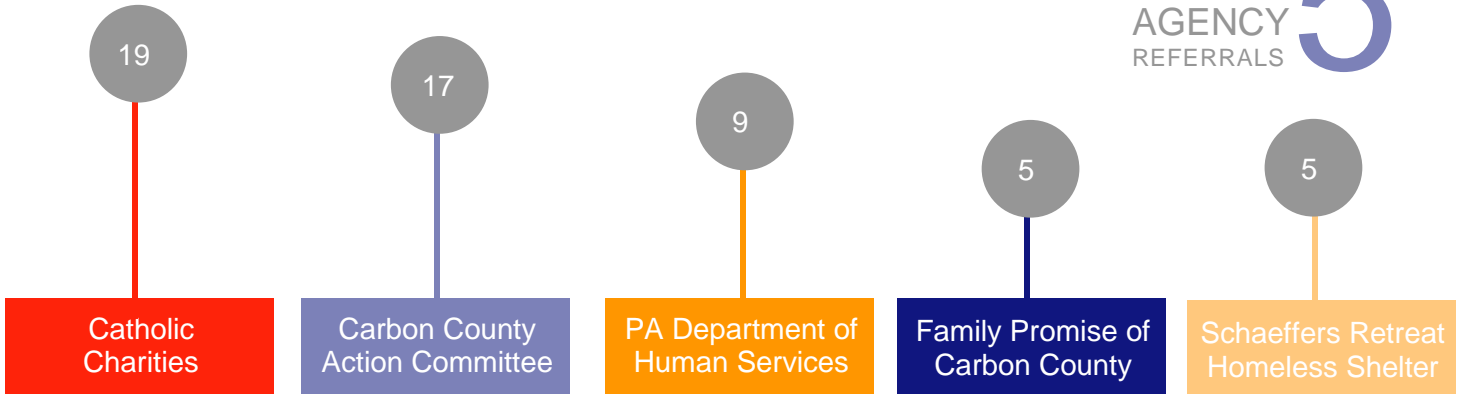 AGENCY
REFERRALS
19
17
9
5
5
Catholic
Charities
Carbon County
Action Committee
PA Department of
Human Services
Family Promise of
Carbon County
Schaeffers Retreat
Homeless Shelter